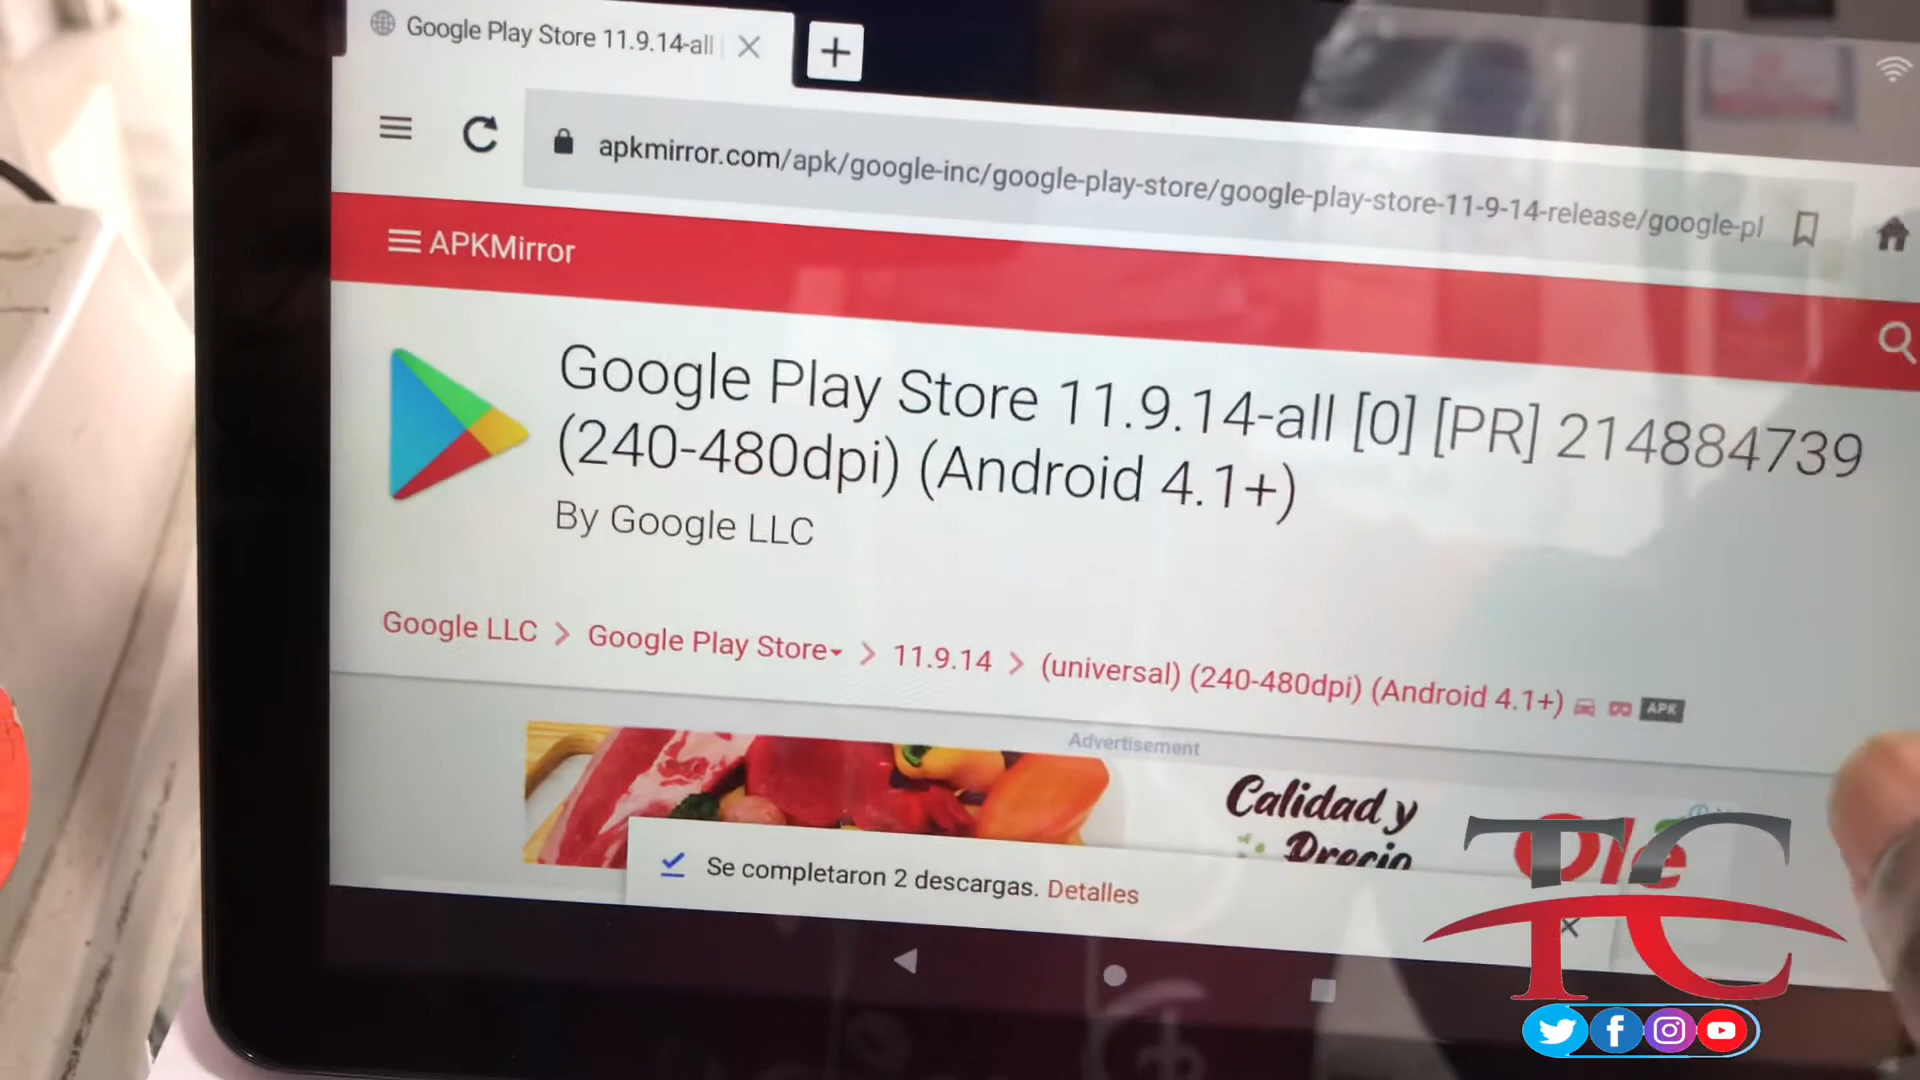 Google Play Store 11.9.14-all
apkmirror.com/apk/google-inc/google-play-store/google-play-store-11-9-14-release/google-pl
APKMirror
Google Play Store 11.9.14-all [0] [PR] 214884739
(240-480dpi) (Android 4.1+)
By Google LLC
Google LLC > Google Play Store > 11.9.14 > (universal) (240-480dpi) (Android 4.1+) APK
Advertisement
Calidad y
Precio
Ole
Se completaron 2 descargas. Detalles
TC